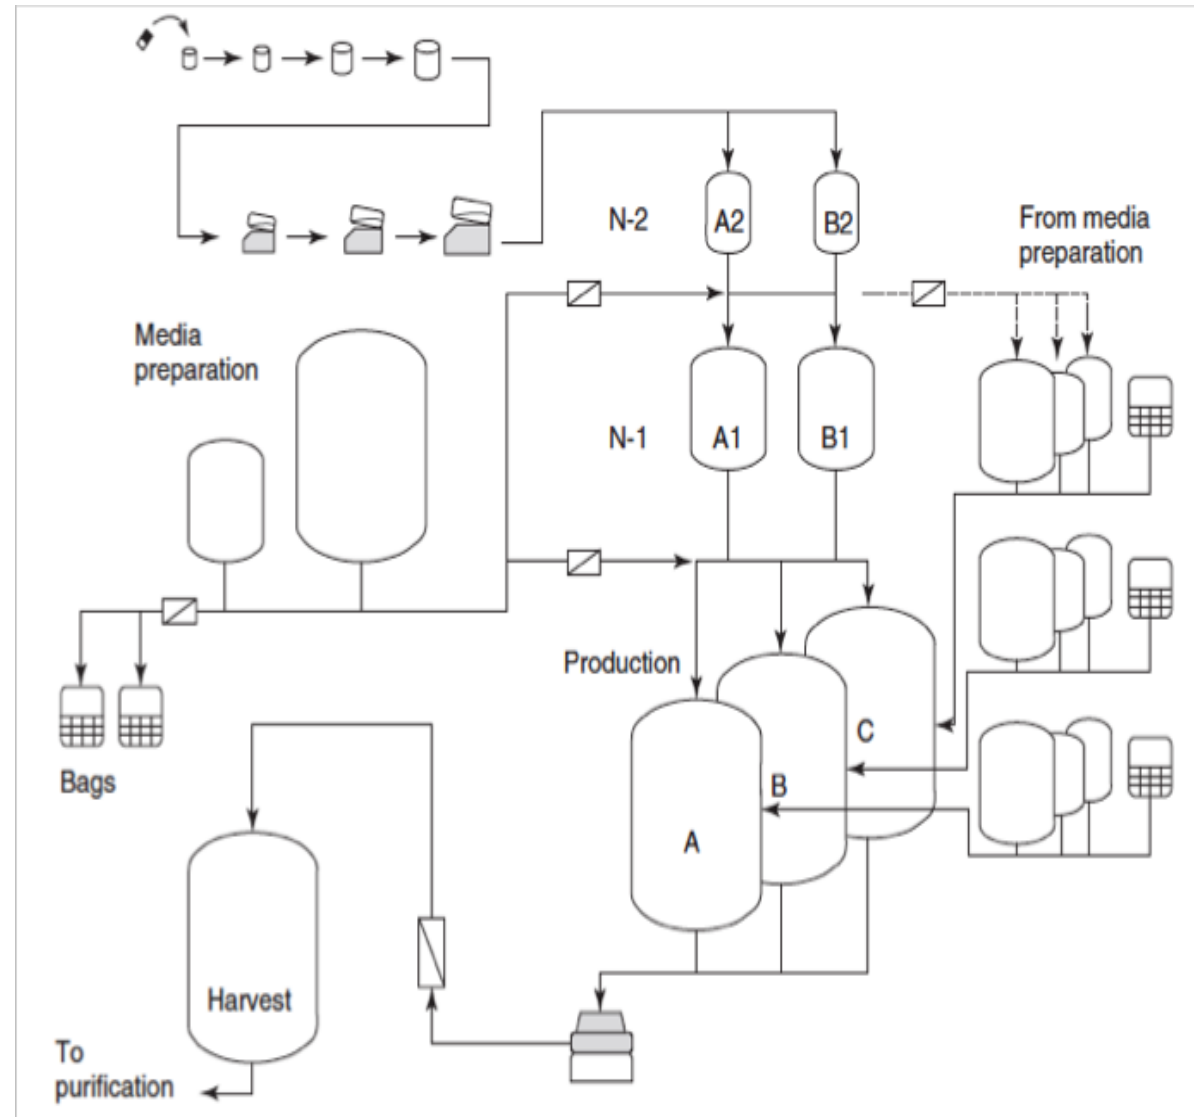 N-2
A2
B2
From media
preparation
Media
preparation
N-1
A1
B1
Production
C
B
A
Bags
Harvest
To
purification